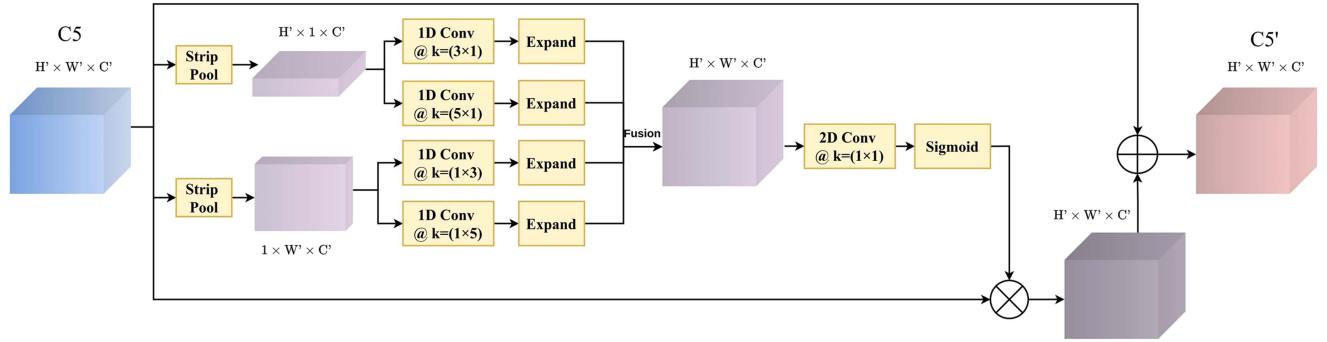 C5
H' × W' × C'
Strip
Pool
H' × 1 × C'
1D Conv
@ k=(3×1)
Expand
1D Conv
@ k=(5×1)
Expand
Strip
Pool
1 × W' × C'
1D Conv
@ k=(1×3)
Expand
1D Conv
@ k=(1×5)
Expand
Fusion
H' × W' × C'
2D Conv
@ k=(1×1)
Sigmoid
H' × W' × C'
C5'
H' × W' × C'